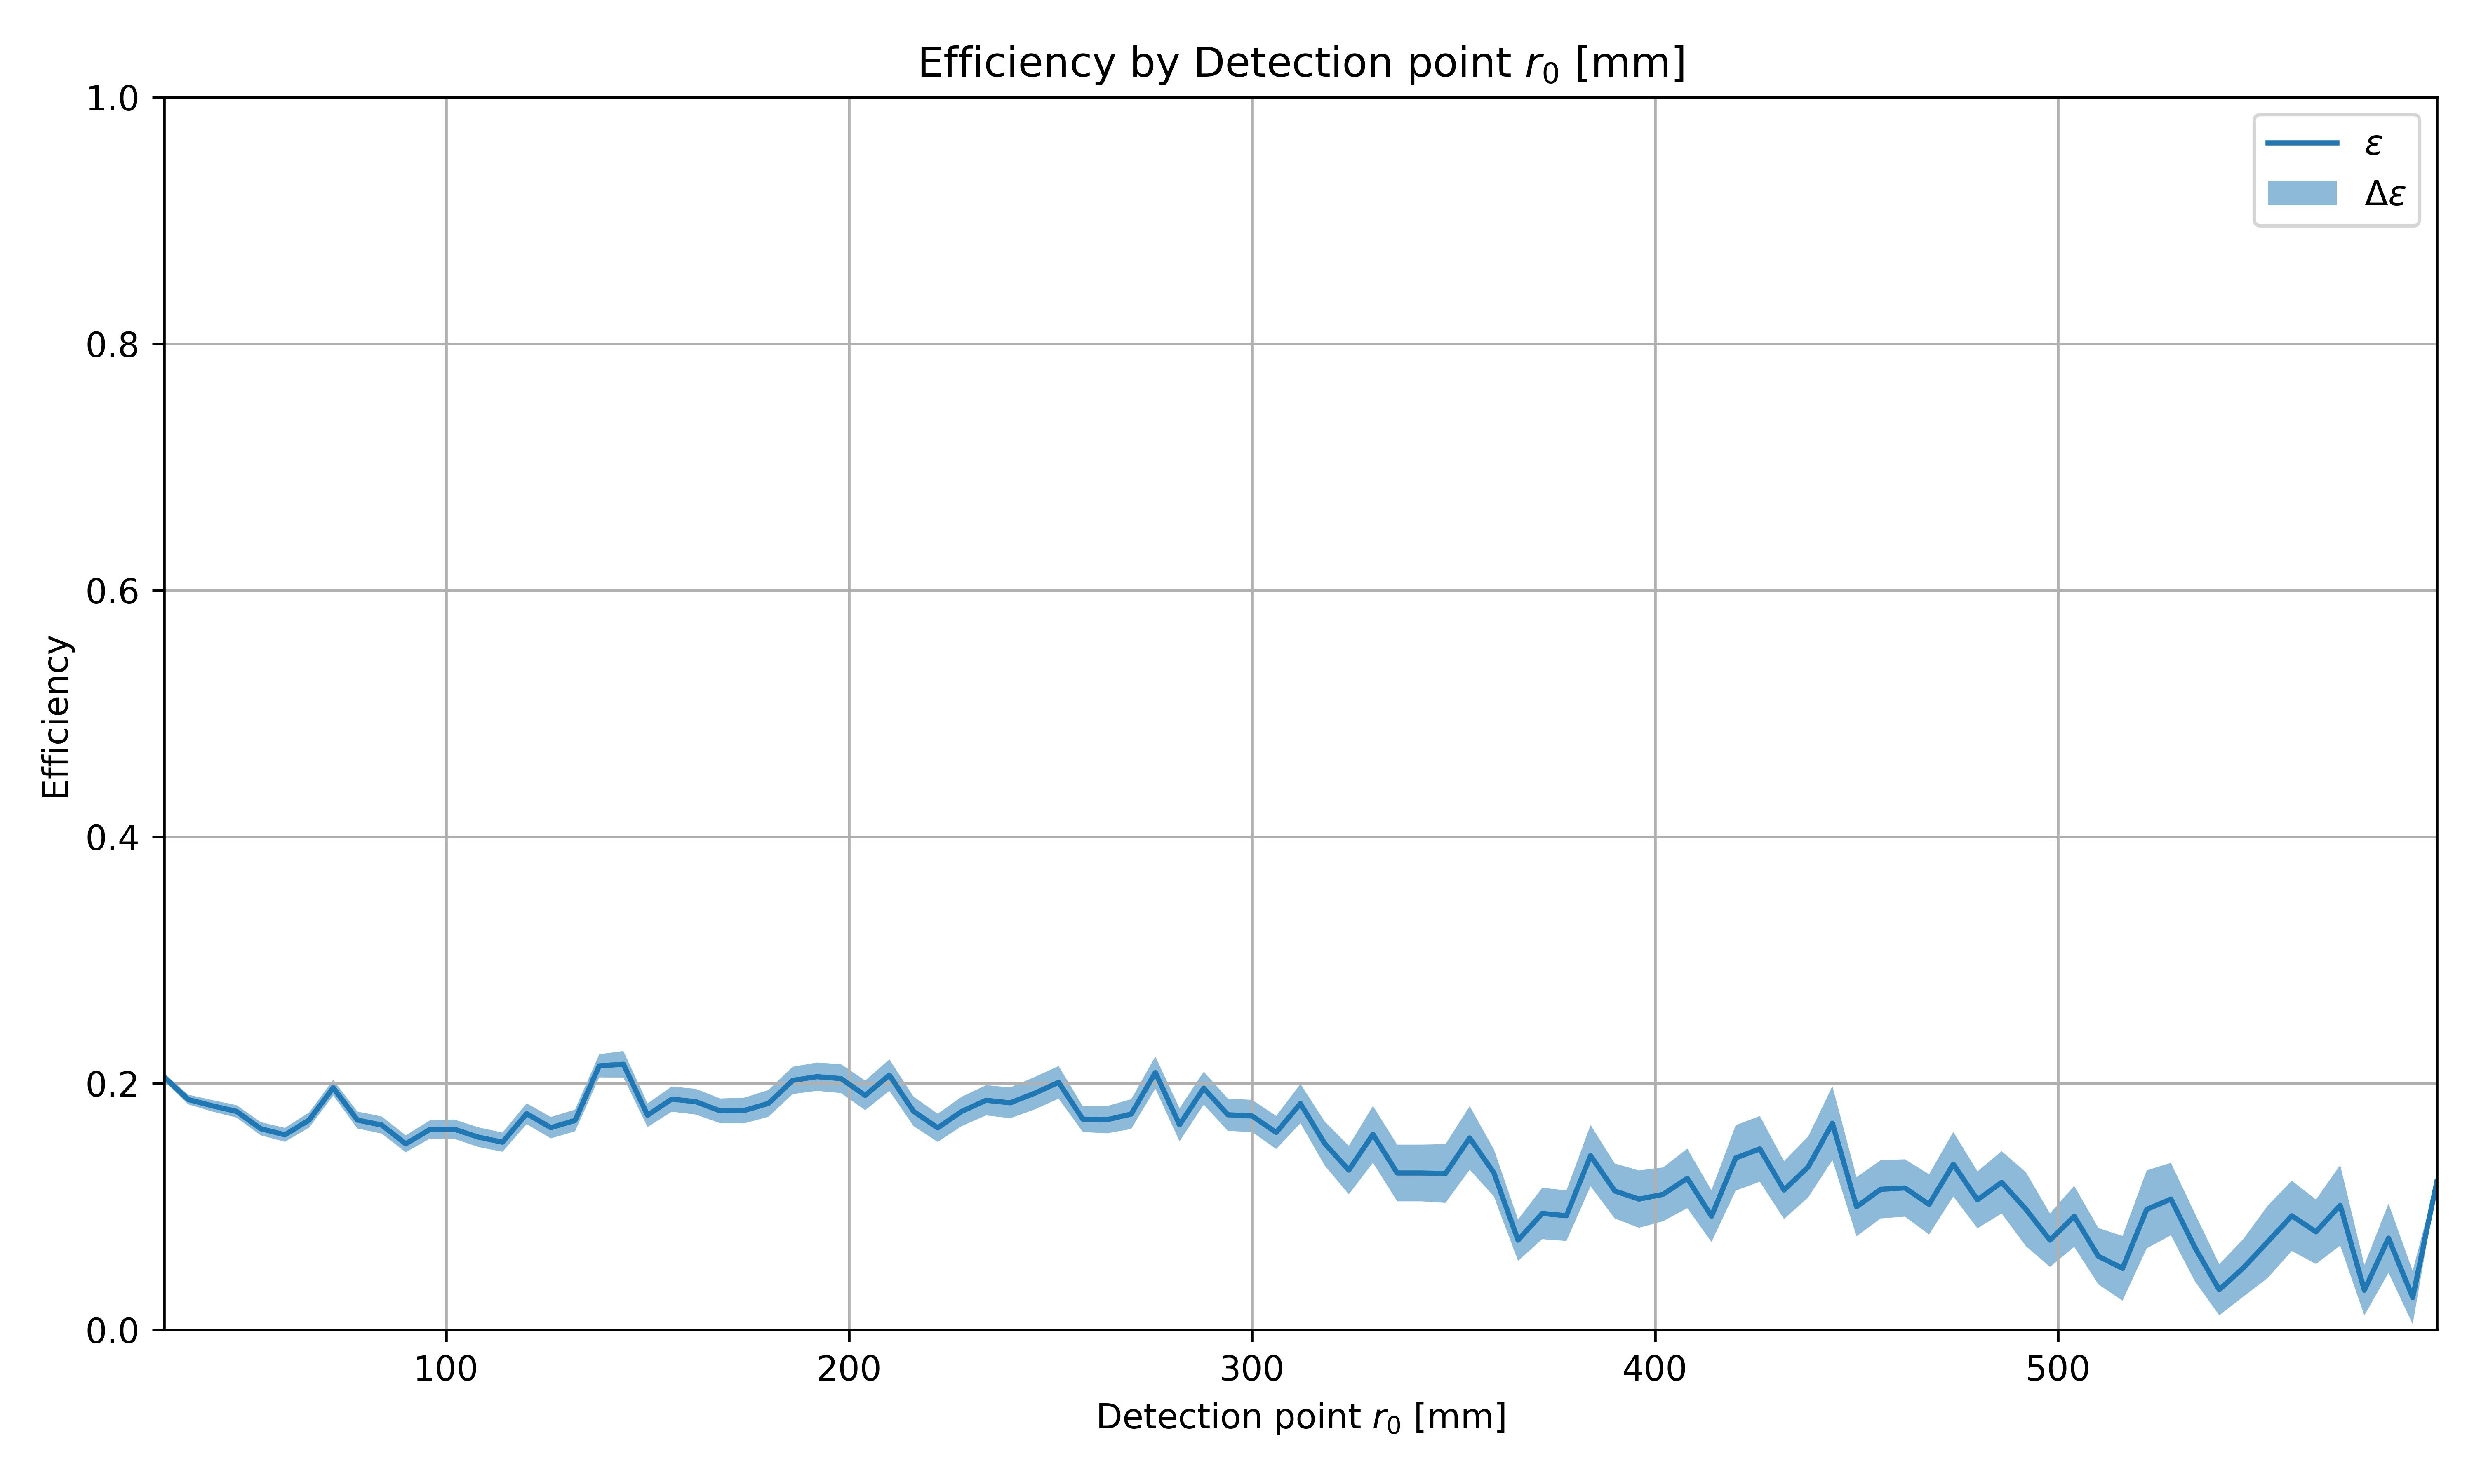 Efficiency by Detection point r₀ [mm]
ε
Δε
1.0
0.8
0.6
0.4
0.2
0.0
Efficiency
100 200 300 400 500
Detection point r₀ [mm]